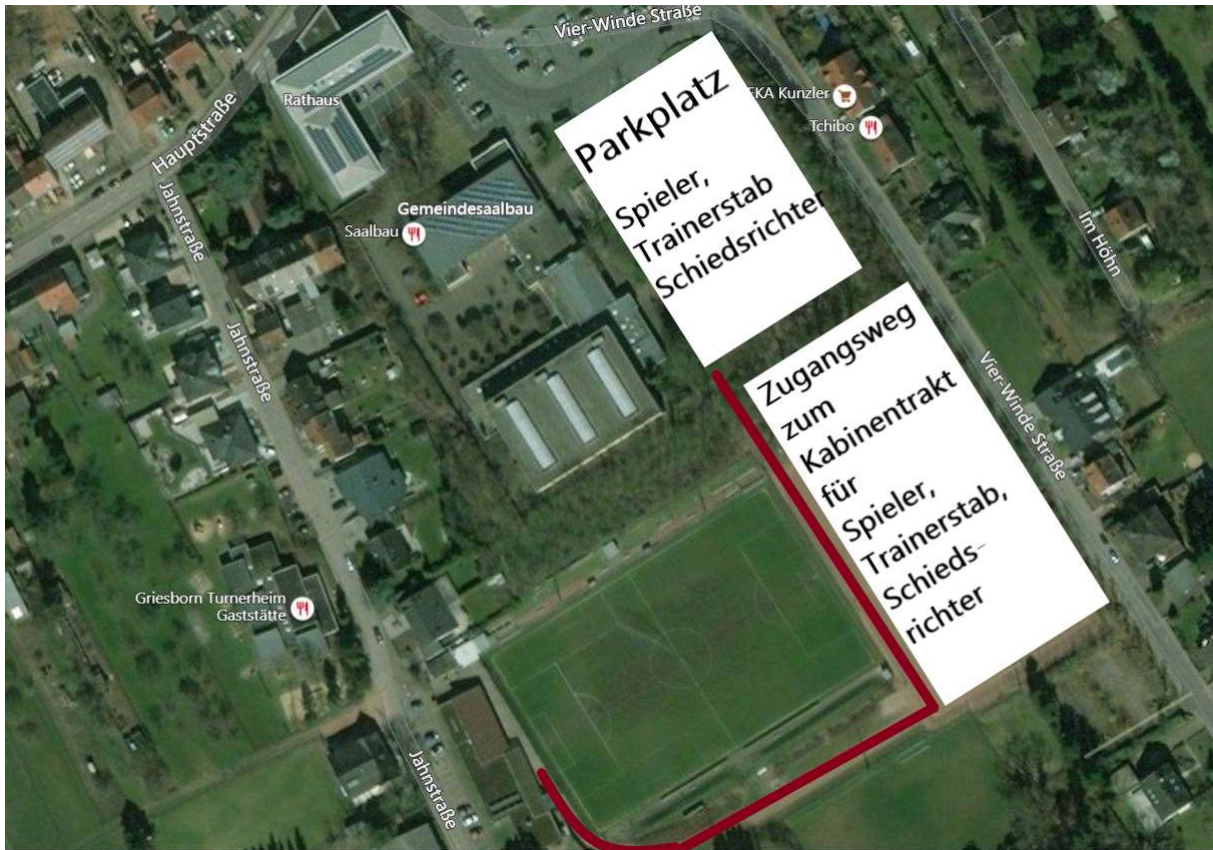 Vier-Winde Straße
Rathaus
Hauptstraße
Jahnstraße
Gemeindesaalbau
Saalbau
EKA Kunzler
Tchibo
Im Höhn
Parkplatz
Spieler,
Trainerstab
Schiedsrichter
Jahnstraße
Zugangsweg
zum
Kabinentrakt
für
Spieler,
Trainerstab,
Schieds-
richter
Vier-Winde Straße
Griesborn Turnerheim
Gaststätte
Jahnstraße